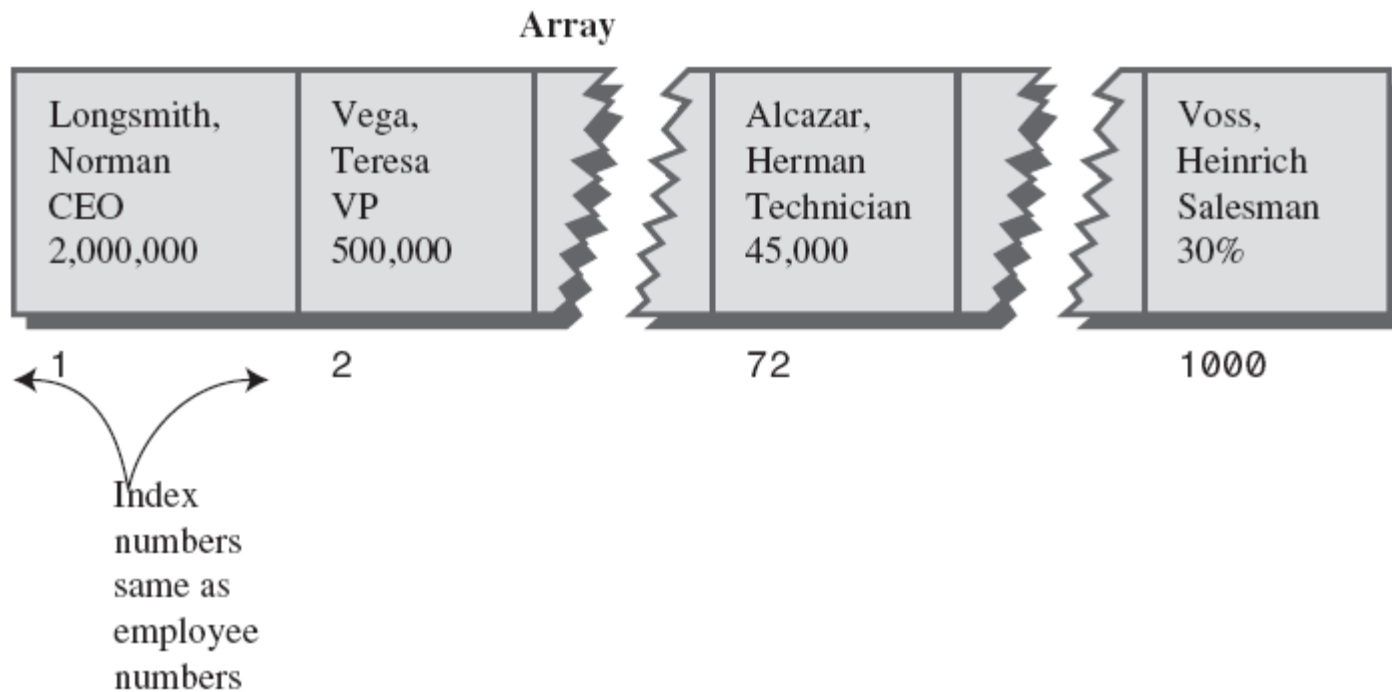 Array
Longsmith,
Norman
CEO
2,000,000
Vega,
Teresa
VP
500,000
Alcazar,
Herman
Technician
45,000
Voss,
Heinrich
Salesman
30%
1
2
72
1000
Index
numbers
same as
employee
numbers